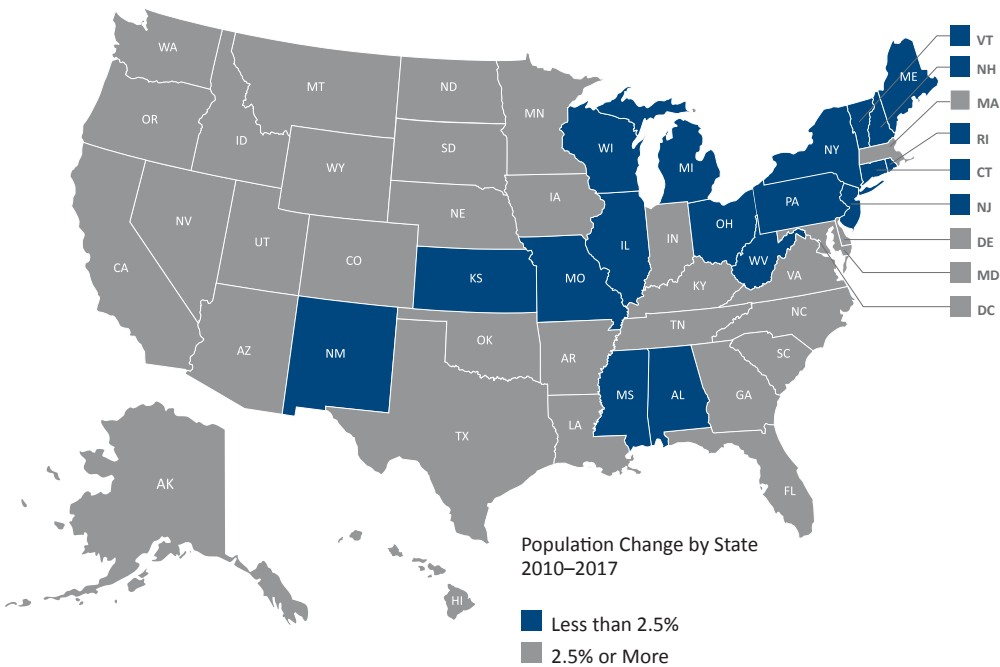 WA
MT
ND
MN
OR
ID
WY
SD
WI
MI
NY
ME
VT
NH
MA
RI
CT
NJ
DE
MD
DC
NV
UT
CO
NE
IA
IL
IN
OH
PA
CA
KS
MO
KY
WV
VA
AZ
NM
OK
AR
TN
NC
SC
TX
LA
MS
AL
GA
FL
AK
HI
Population Change by State
2010–2017
Less than 2.5%
2.5% or More